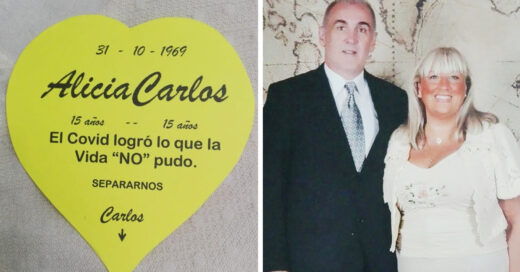 31 - 10 - 1969
AliciaCarlos
15 años -- 15 años
El Covid logró lo que la
Vida “NO” pudo.
SEPARARNOS
Carlos